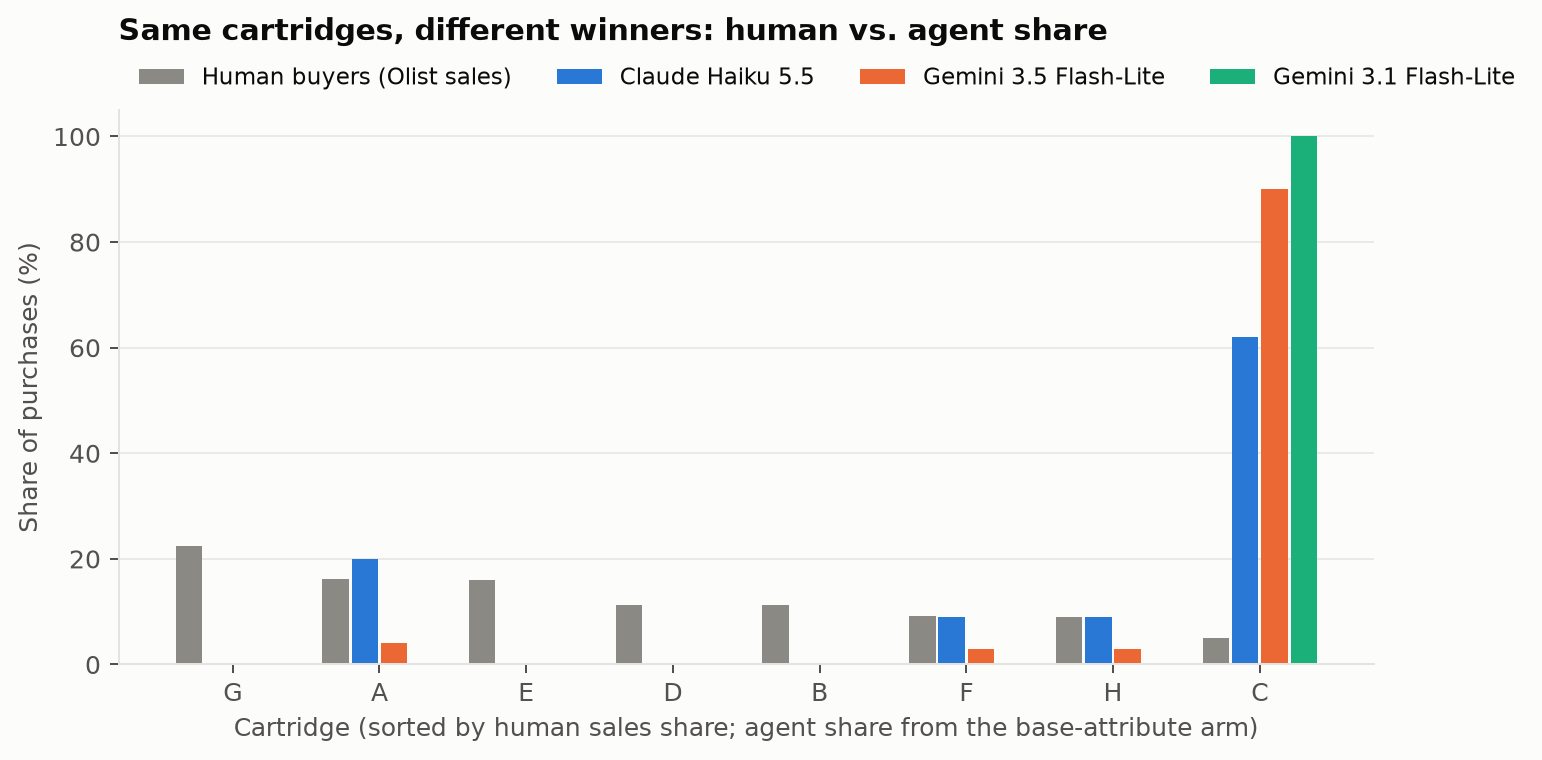 Same cartridges, different winners: human vs. agent share
Human buyers (Olist sales) Claude Haiku 5.5 Gemini 3.5 Flash-Lite Gemini 3.1 Flash-Lite
Share of purchases (%)
100
80
60
40
20
0
G A E D B F H C
Cartridge (sorted by human sales share; agent share from the base-attribute arm)